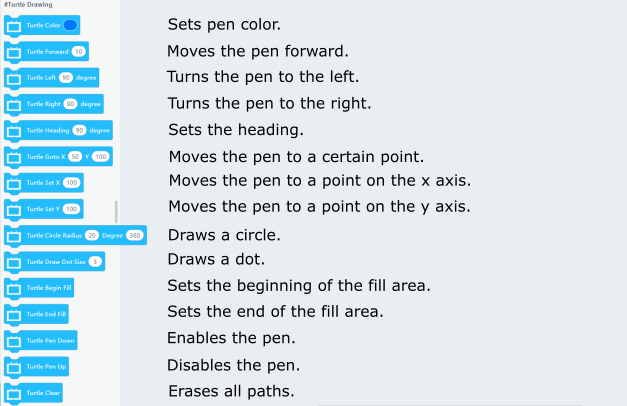 #Turtle Drawing
Turtle Color Sets pen color.
Turtle Forward 10 Moves the pen forward.
Turtle Left 90 degree Turns the pen to the left.
Turtle Right 90 degree Turns the pen to the right.
Turtle Heading 90 degree Sets the heading.
Turtle Goto X 50 Y 100 Moves the pen to a certain point.
Turtle Set X 100 Moves the pen to a point on the x axis.
Turtle Set Y 100 Moves the pen to a point on the y axis.
Turtle Circle Radius 20 Degree 360 Draws a circle.
Turtle Draw Dot Size 5 Draws a dot.
Turtle Begin Fill Sets the beginning of the fill area.
Turtle End Fill Sets the end of the fill area.
Turtle Pen Down Enables the pen.
Turtle Pen Up Disables the pen.
Turtle Clear Erases all paths.